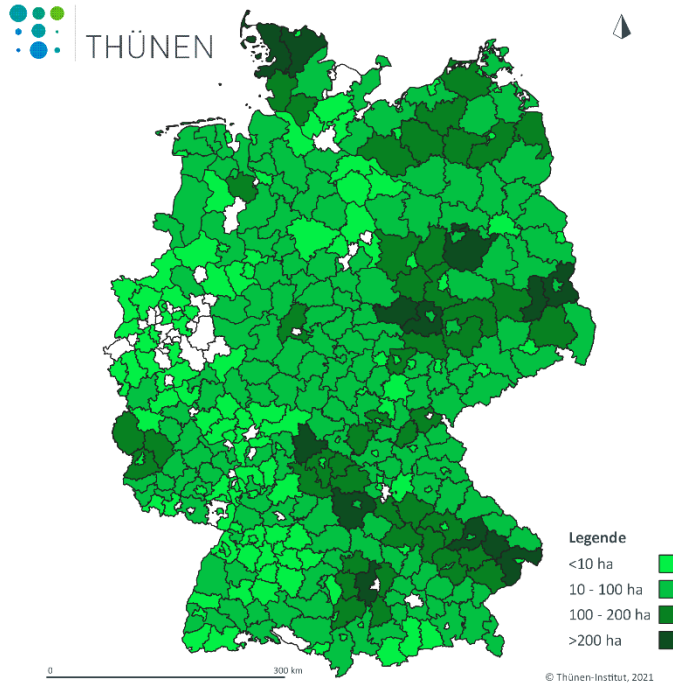 THÜNEN
Legende
<10 ha
10 - 100 ha
100 - 200 ha
>200 ha
0 300 km
© Thünen-Institut, 2021